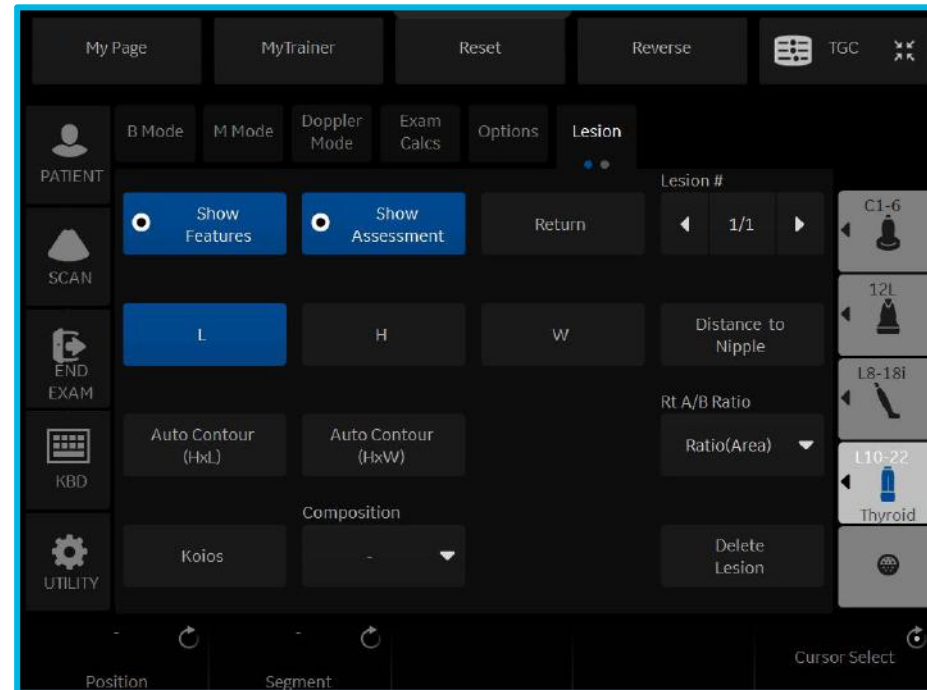 My Page
MyTrainer
Reset
Reverse
TGC
PATIENT
B Mode
M Mode
Doppler
Mode
Exam
Calcs
Options
Lesion
Lesion #
Show
Features
Show
Assessment
Return
1/1
C1-6
SCAN
L
H
W
Distance to
Nipple
12L
END
EXAM
Rt A/B Ratio
L8-18i
Auto Contour
(HxL)
Auto Contour
(HxW)
Ratio(Area)
KBD
L10-22
Thyroid
Composition
Koios
-
Delete
Lesion
UTILITY
-
Position
-
Segment
Cursor Select